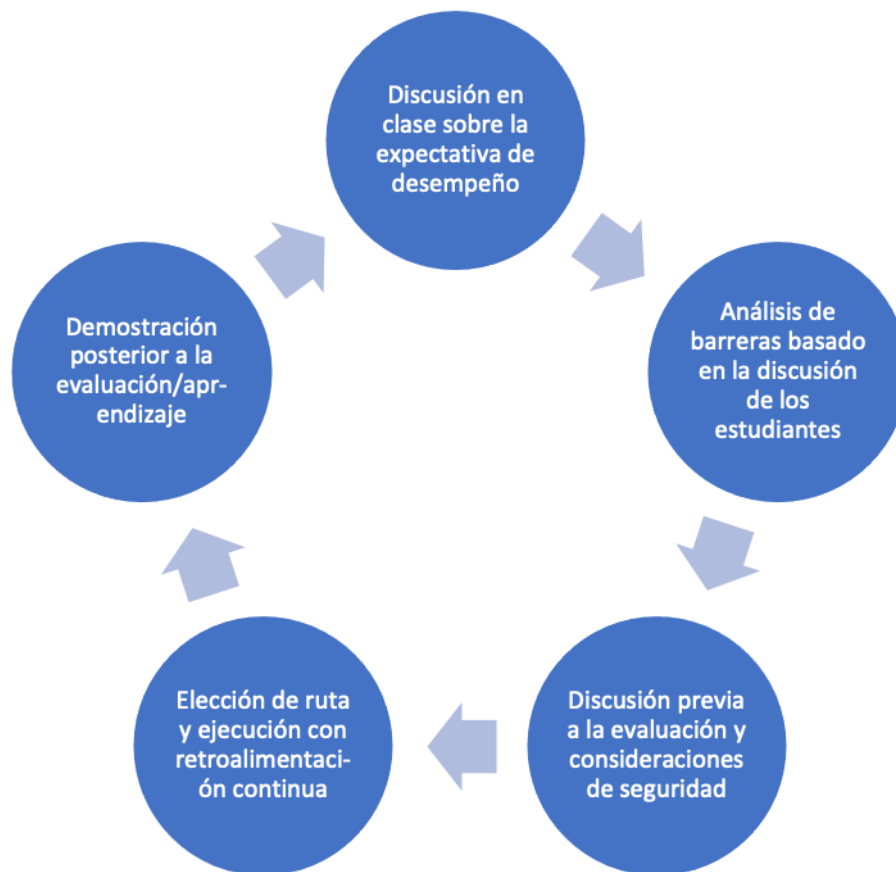 Discusión en
clase sobre la
expectativa de
desempeño
Análisis de
barreras basado
en la discusión
de los
estudiantes
Discusión previa
a la evaluación y
consideraciones
de seguridad
Elección de ruta
y ejecución con
retroalimentaci-
ón continua
Demostración
posterior a la
evaluación/apr-
endizaje